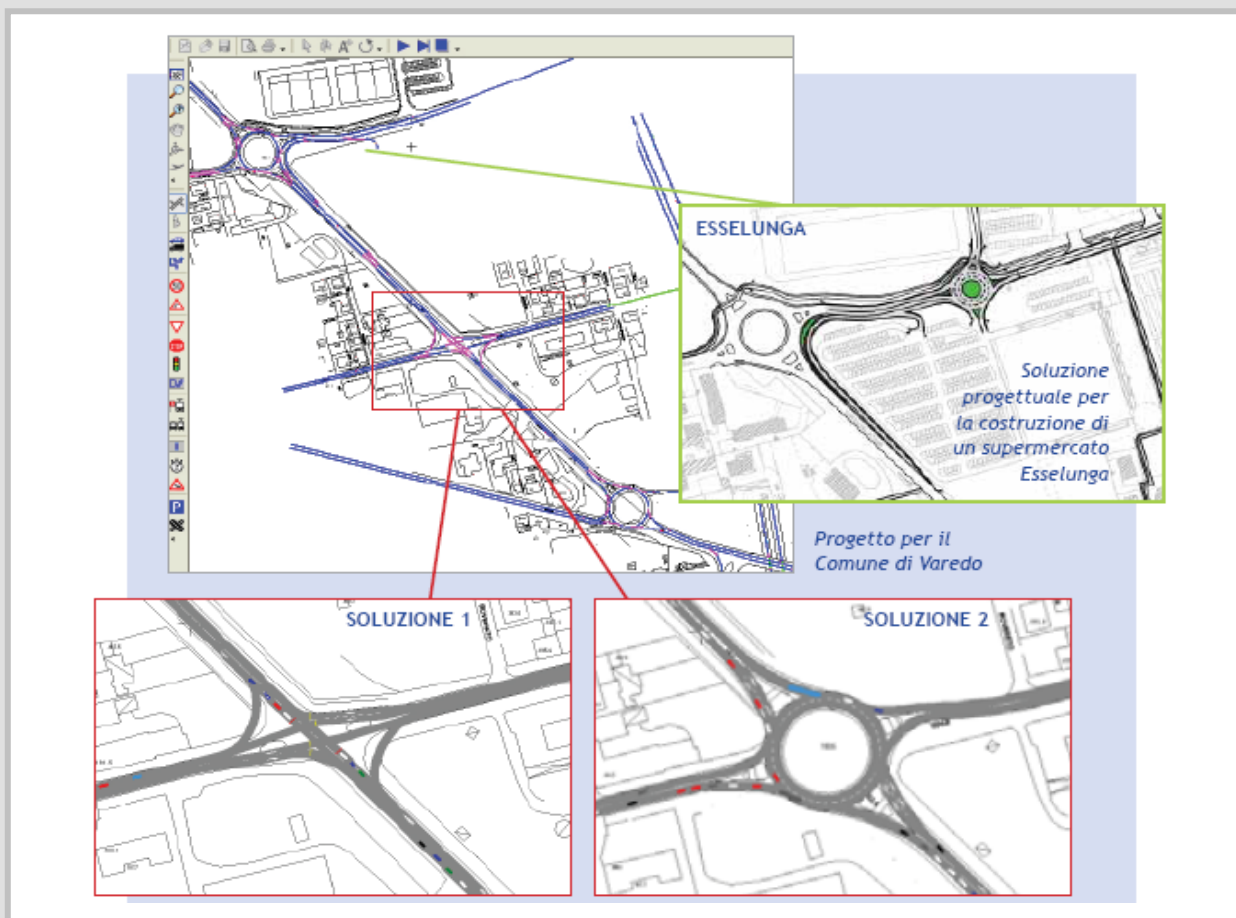 ESSELUNGA
Soluzione
progettuale per
la costruzione di
un supermercato
Esselunga
Progetto per il
Comune di Varedo
SOLUZIONE 1
SOLUZIONE 2